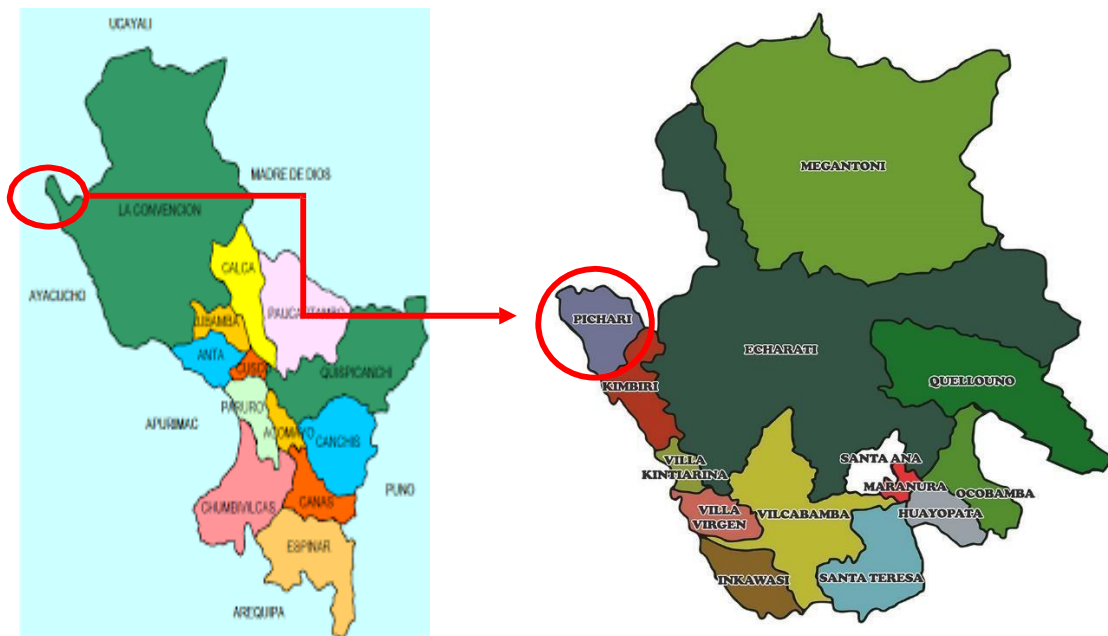 UCAYALI
MADRE DE DIOS
LA CONVENCION
CALCA
AYACUCHO
PAUCARTAMBO
URUBAMBA
ANTA
CUSCO
QUISPICANCHI
PARURO
APURIMAC
ACOMAYO
CANCHIS
PUNO
CANAS
CHUMBIVILCAS
ESPINAR
AREQUIPA
MEGANTONI
PICHARI
ECHARATI
KIMBIRI
QUELLOUNO
VILLA
KINTIARINA
SANTA ANA
MARANURA
OCOBAMBA
VILLA
VIRGEN
VILCABAMBA
HUAYOPATA
INKAWASI
SANTA TERESA